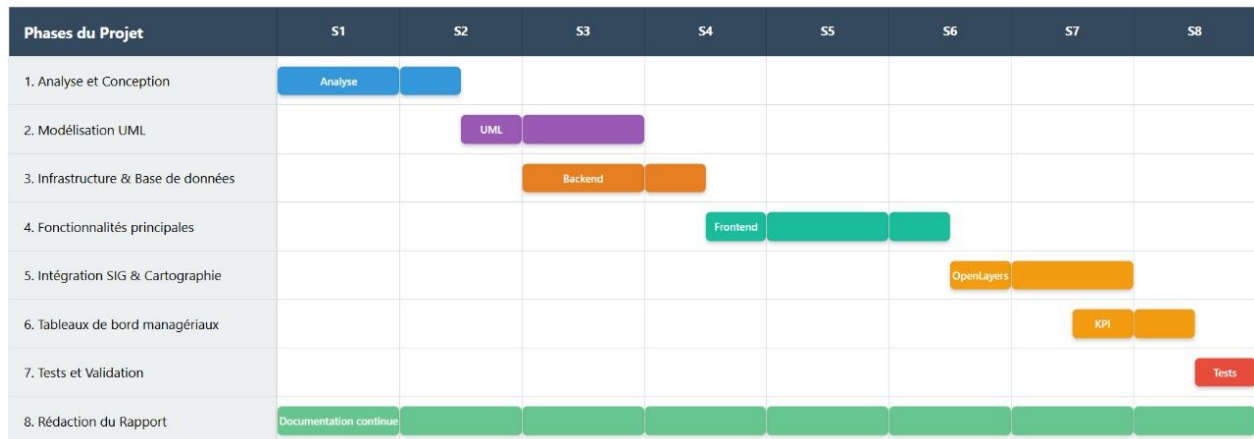 Phases du Projet S1 S2 S3 S4 S5 S6 S7 S8
1. Analyse et Conception Analyse
2. Modélisation UML UML
3. Infrastructure & Base de données Backend
4. Fonctionnalités principales Frontend
5. Intégration SIG & Cartographie OpenLayers
6. Tableaux de bord managériaux KPI
7. Tests et Validation Tests
8. Rédaction du Rapport Documentation continue